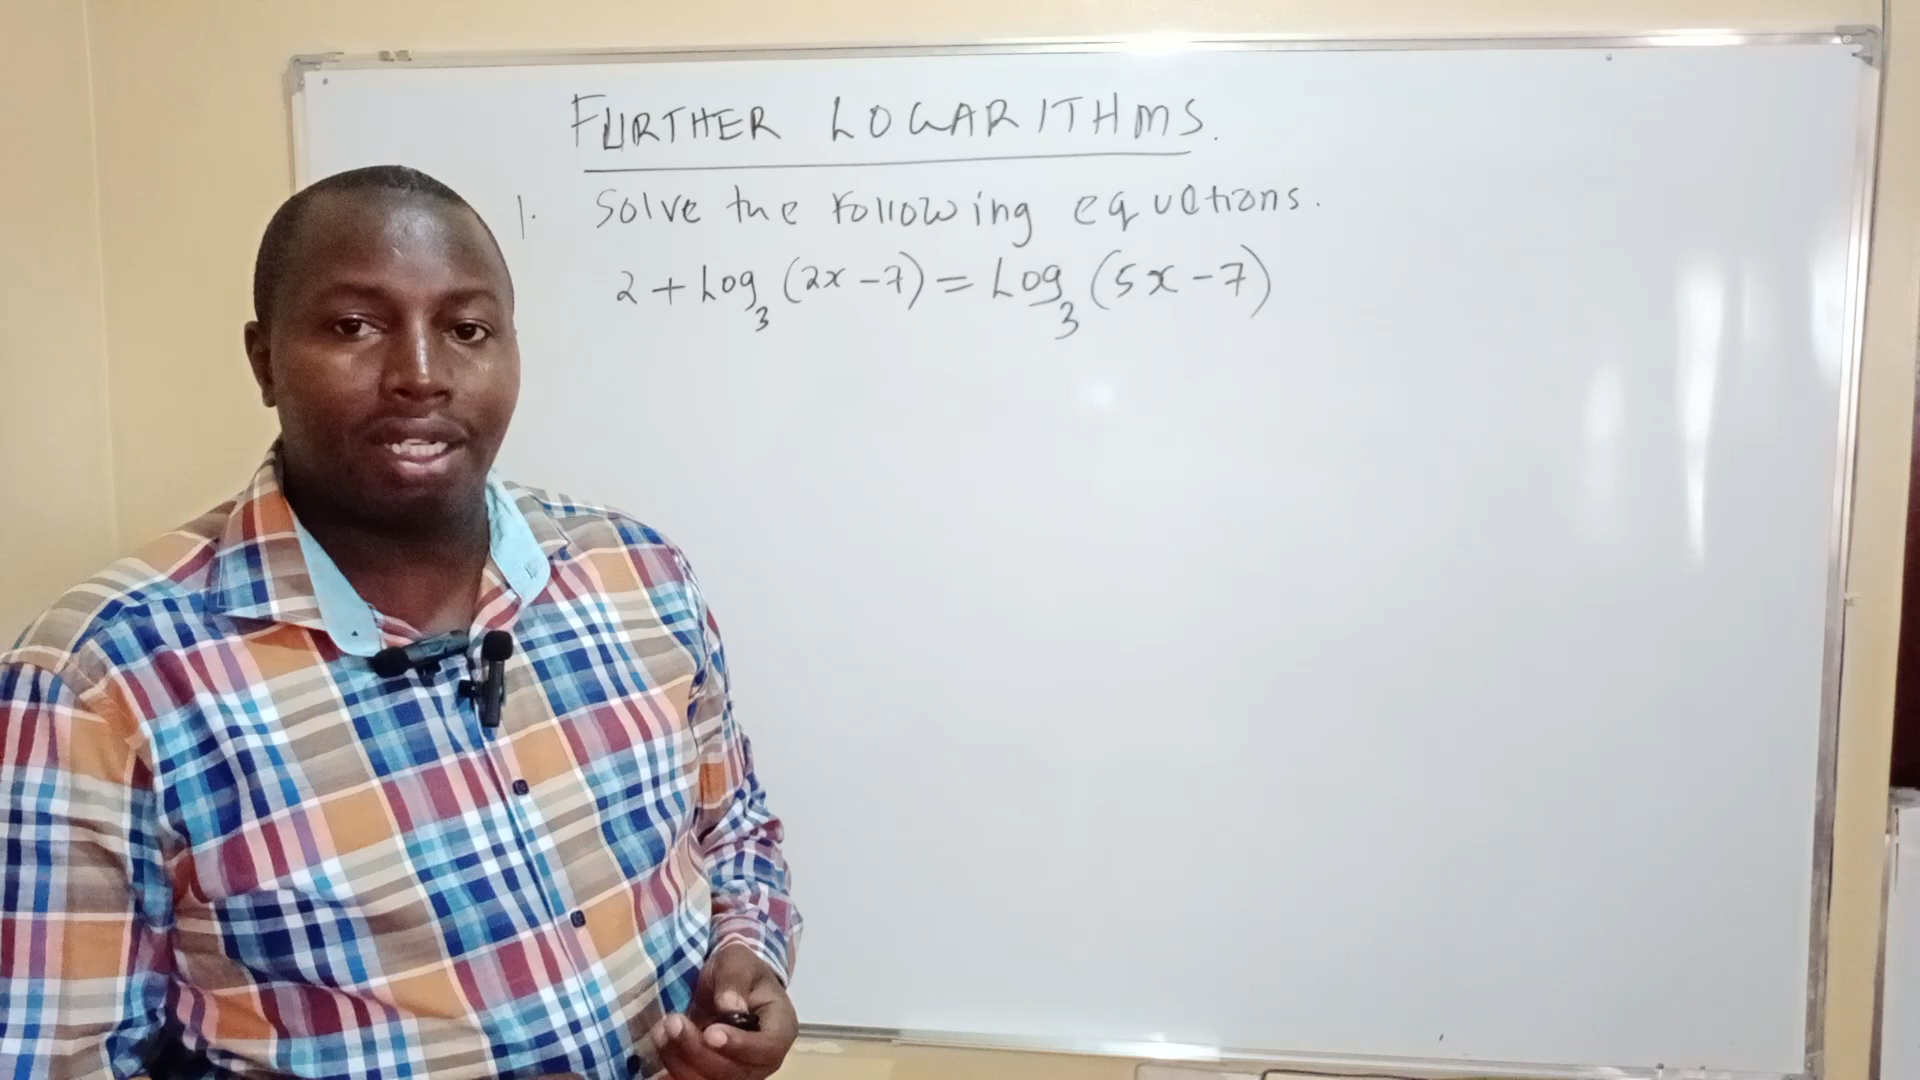 FURTHER LOGARITHMS.
1. Solve the following equations.
2 + Log₃ (2x - 7) = Log₃ (5x - 7)